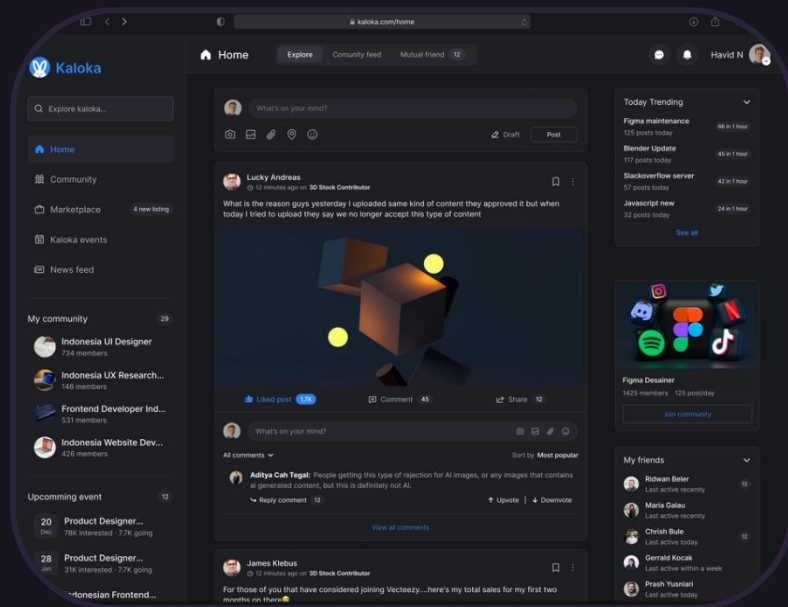 kaloka.com/home
Kaloka
Explore kaloka...
Home
Community
Marketplace
4 new listing
Kaloka events
News feed
My community
29
Indonesia UI Designer
734 members
Indonesia UX Research...
148 members
Frontend Developer Ind...
531 members
Indonesia Website Dev...
426 members
Upcomming event
12
20
Dec
Product Designer...
78K interested · 7.7K going
28
Jan
Product Designer...
31K interested · 7.7K going
Indonesian Frontend...
Home
Explore
Comunity feed
Mutual friend
12
Havid N
What's on your mind?
Draft
Post
Lucky Andreas
12 minutes ago on 3D Stock Contributor
What is the reason guys yesterday I uploaded same kind of content they approved it but when
today I tried to upload they say we no longer accept this type of content
Liked post
1,7K
Comment
45
Share
12
What's on your mind?
All comments
Sort by Most popular
Aditya Cah Tegal: People getting this type of rejection for AI images, or any images that contains
ai generated content, but this is definitely not AI.
Reply comment
12
Upvote
Downvote
View all comments
James Klebus
12 minutes ago on 3D Stock Contributor
For those of you that have considered joining Vecteezy....here's my total sales for my first two
months on there
Today Trending
Figma maintenance
125 posts today
66 in 1 hour
Blender Update
117 posts today
45 in 1 hour
Slackoverflow server
57 posts today
42 in 1 hour
Javascript new
32 posts today
24 in 1 hour
See all
Figma Desainer
1425 members
125 post/day
Join community
My friends
Ridwan Beler
Last active recently
12
Maria Galau
Last active recently
Chrish Bule
Last active today
12
Gerrald Kocak
Last active within a week
Prash Yusniari
Last active today